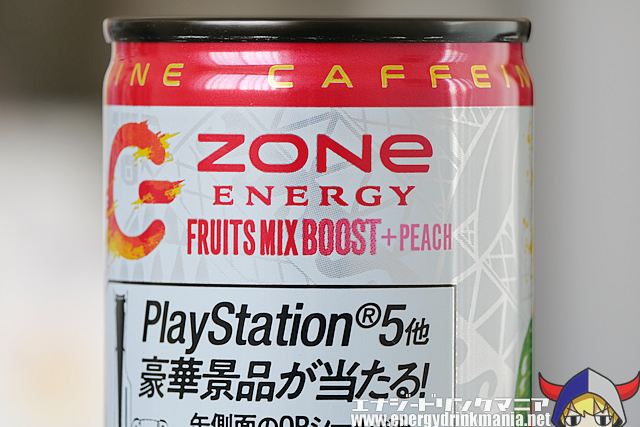 INE CAFFEIN
G
ZONe
ENERGY
FRUITS MIX BOOST+PEACH
PlayStation®5他
豪華景品が当たる!
エナジードリンクマニア
www.energydrinkmania.net